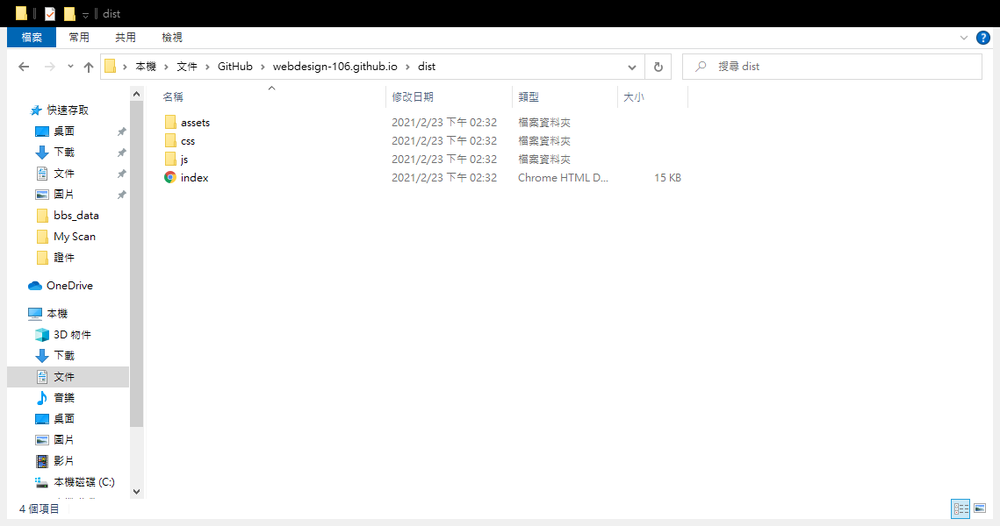 dist
檔案 常用 共用 檢視
本機 文件 GitHub webdesign-106.github.io dist 搜尋 dist
名稱 修改日期 類型 大小
assets 2021/2/23 下午 02:32 檔案資料夾
css 2021/2/23 下午 02:32 檔案資料夾
js 2021/2/23 下午 02:32 檔案資料夾
index 2021/2/23 下午 02:32 Chrome HTML D... 15 KB
快速存取
桌面
下載
文件
圖片
bbs_data
My Scan
證件
OneDrive
本機
3D 物件
下載
文件
音樂
桌面
圖片
影片
本機磁碟 (C:)
4 個項目